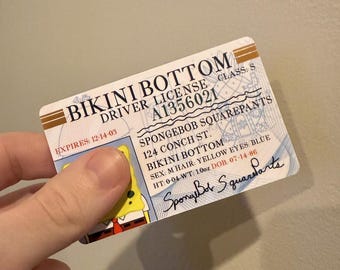 BIKINI BOTTOM
DRIVER LICENSE CLASS, S
A1356021
EXPIRES: 12-14-03
SPONGEBOB SQUAREPANTS
124 CONCH ST.
BIKINI BOTTOM
SEX: M HAIR: YELLOW EYES: BLUE
HT: 0.04 WT: 1.0oz DOB. 07-14-86
SpongeBob SquarePants